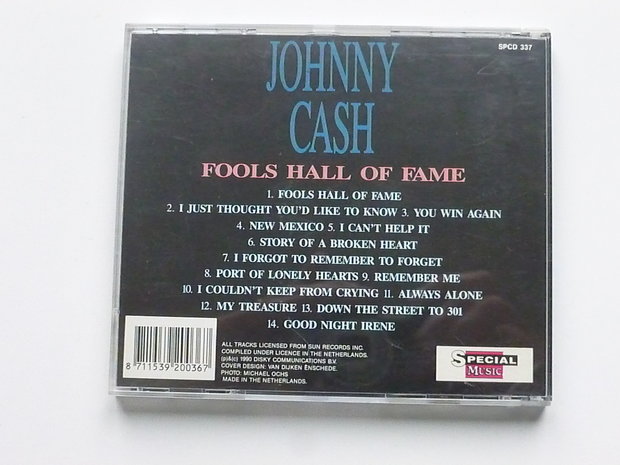 SPCD 337
JOHNNY
CASH
FOOLS HALL OF FAME
1. FOOLS HALL OF FAME
2. I JUST THOUGHT YOU'D LIKE TO KNOW 3. YOU WIN AGAIN
4. NEW MEXICO 5. I CAN'T HELP IT
6. STORY OF A BROKEN HEART
7. I FORGOT TO REMEMBER TO FORGET
8. PORT OF LONELY HEARTS 9. REMEMBER ME
10. I COULDN'T KEEP FROM CRYING 11. ALWAYS ALONE
12. MY TREASURE 13. DOWN THE STREET TO 301
14. GOOD NIGHT IRENE
ALL TRACKS LICENSED FROM SUN RECORDS INC.
COMPILED UNDER LICENCE IN THE NETHERLANDS.
(p)&(c) 1990 DISKY COMMUNICATIONS B.V.
COVER DESIGN: VAN DIJKEN ENSCHEDE.
PHOTO: MICHAEL OCHS
MADE IN THE NETHERLANDS.
8 711539 200367
SPECIAL
MUSIC